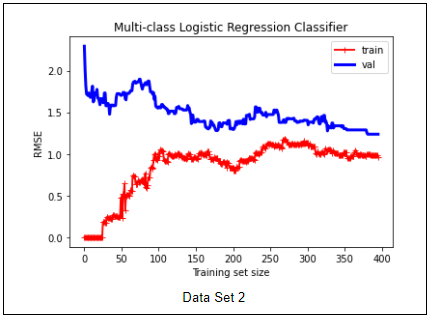 Multi-class Logistic Regression Classifier
train
val
2.0
1.5
1.0
0.5
0.0
RMSE
0 50 100 150 200 250 300 350 400
Training set size
Data Set 2